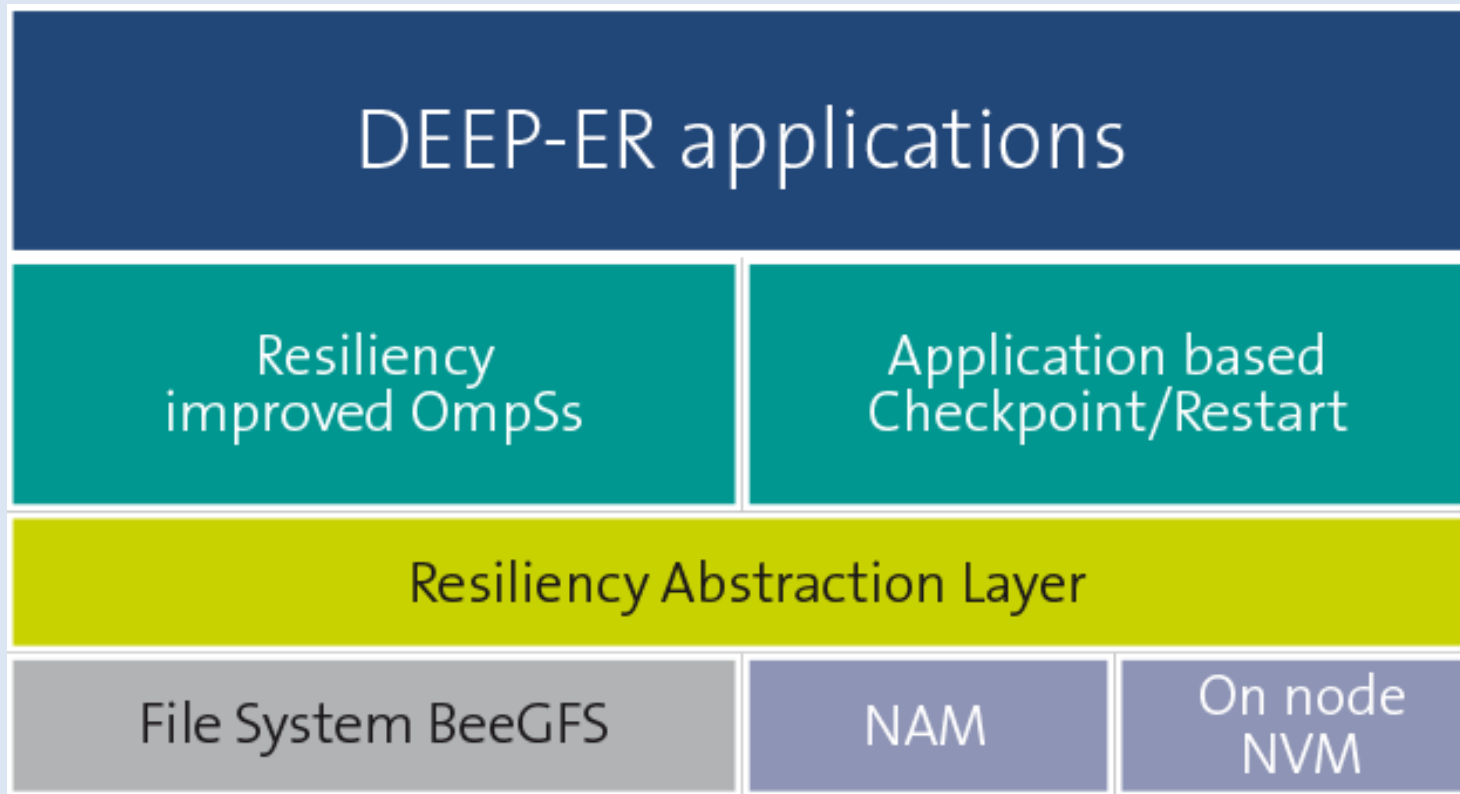 DEEP-ER applications
Resiliency
improved OmpSs
Application based
Checkpoint/Restart
Resiliency Abstraction Layer
File System BeeGFS
NAM
On node
NVM